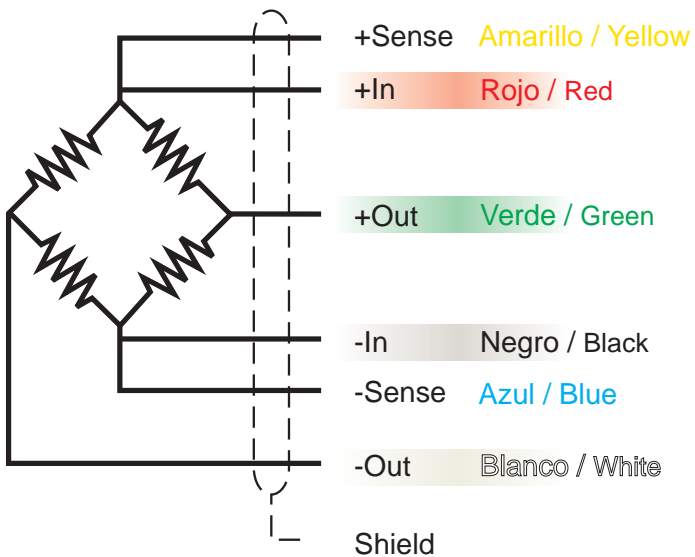 +Sense Amarillo / Yellow
+In Rojo / Red
+Out Verde / Green
-In Negro / Black
-Sense Azul / Blue
-Out Blanco / White
Shield